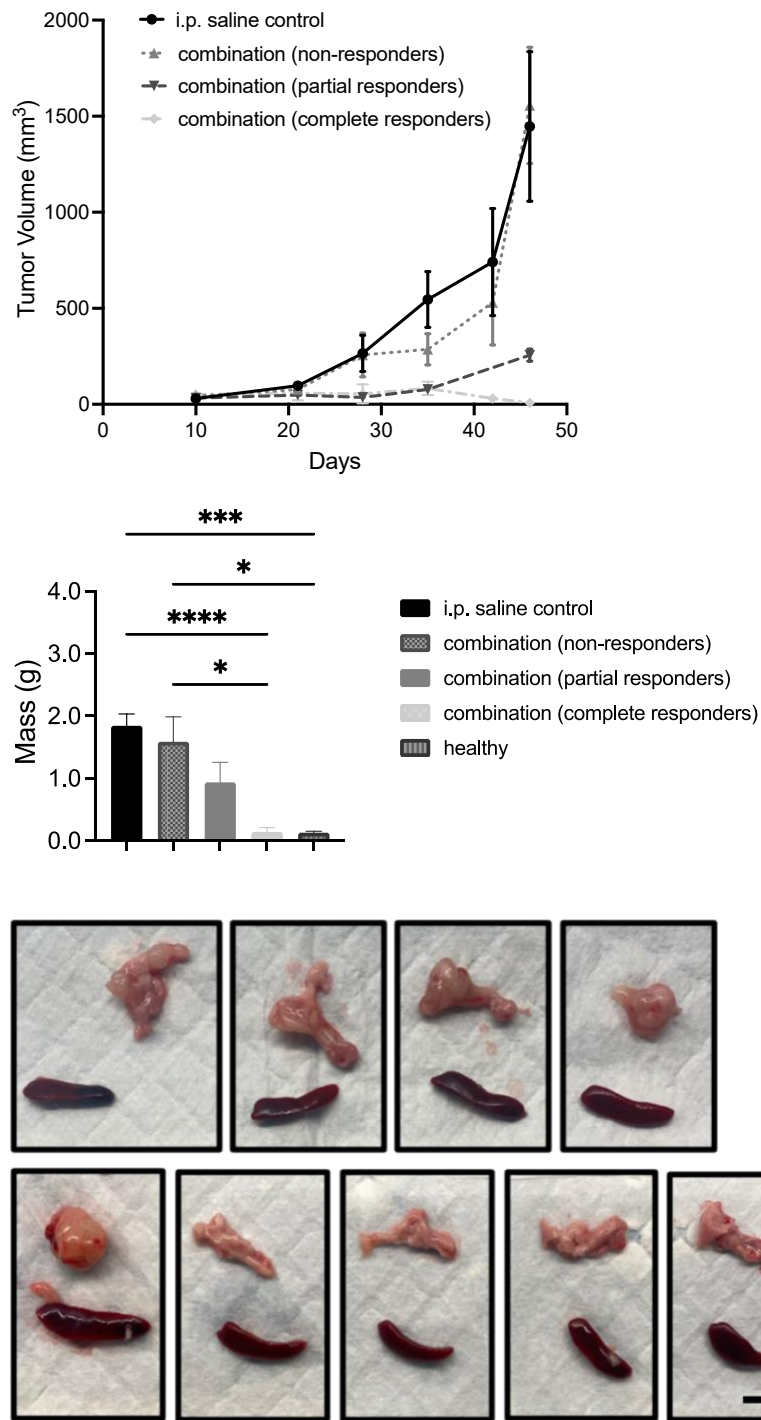 2000
1500
1000
500
0
Tumor Volume (mm³)
i.p. saline control
combination (non-responders)
combination (partial responders)
combination (complete responders)
0 10 20 30 40 50
Days
***
*
****
*
4.0
3.0
2.0
1.0
0.0
Mass (g)
i.p. saline control
combination (non-responders)
combination (partial responders)
combination (complete responders)
healthy